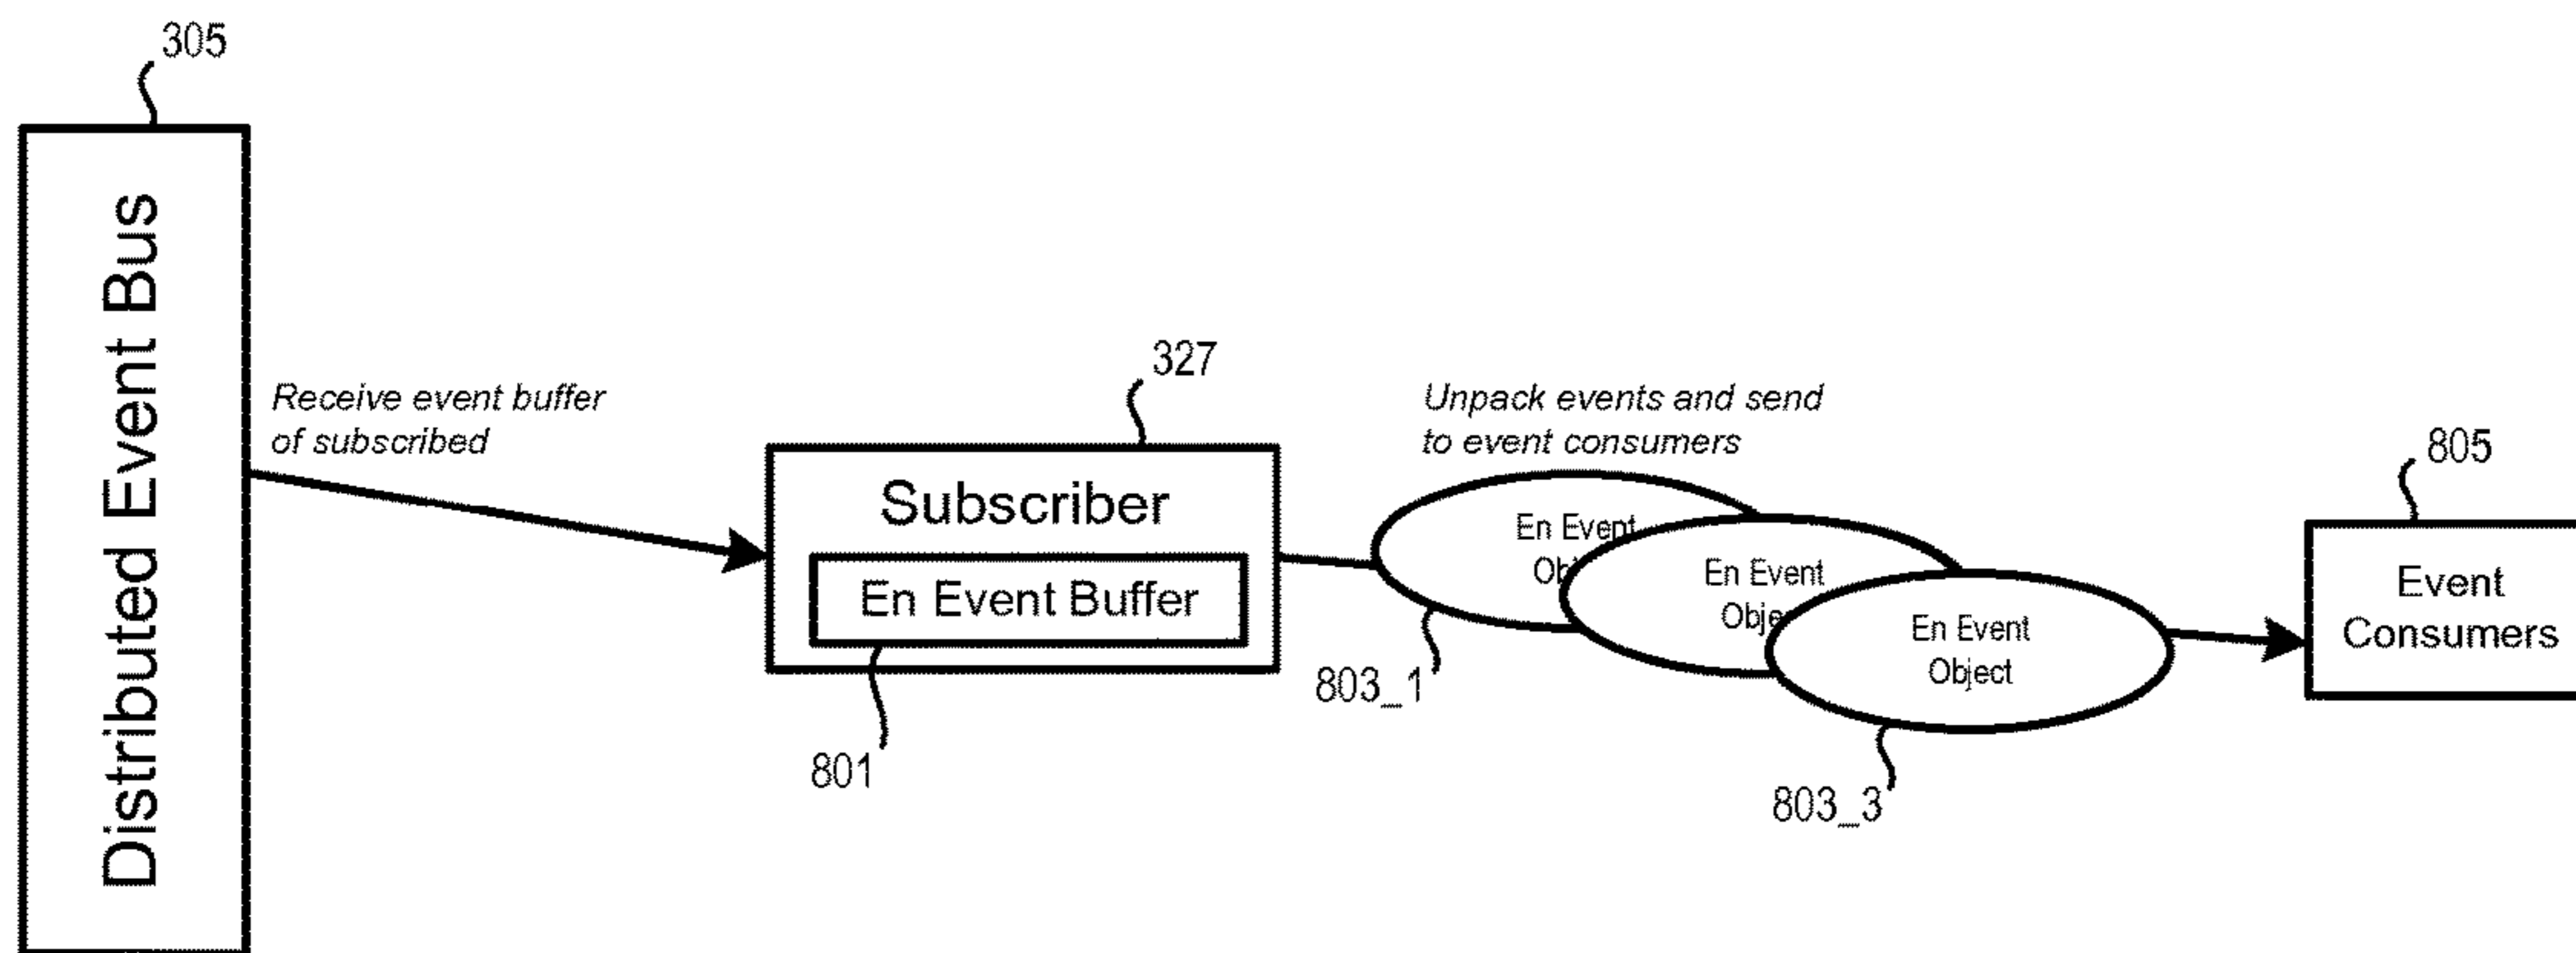 305
Distributed Event Bus
Receive event buffer
of subscribed
327
Subscriber
En Event Buffer
801
Unpack events and send
to event consumers
En Event
803_1
En Event
En Event
Object
803_3
805
Event
Consumers